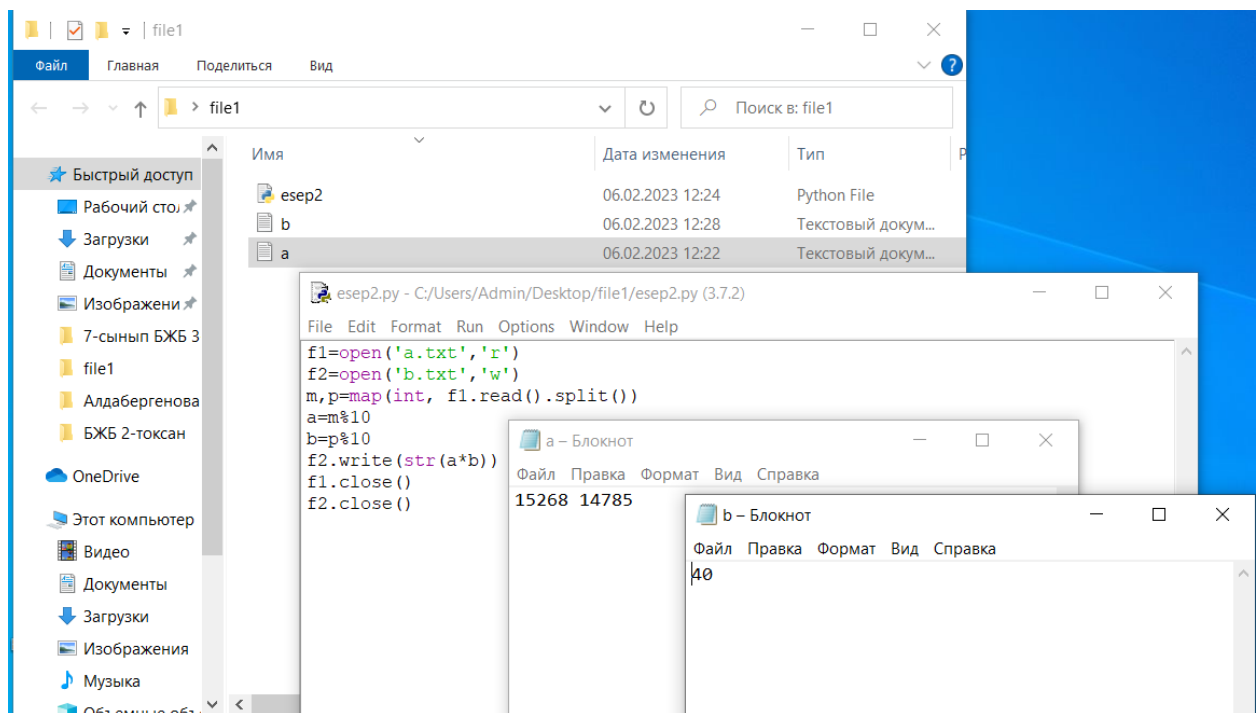 file1
Файл Главная Поделиться Вид
file1
Поиск в: file1
Имя Дата изменения Тип
esep2 06.02.2023 12:24 Python File
b 06.02.2023 12:28 Текстовый докум...
a 06.02.2023 12:22 Текстовый докум...
Быстрый доступ
Рабочий сто
Загрузки
Документы
Изображени
7-сынып БЖБ 3
file1
Алдабергенова
БЖБ 2-токсан
OneDrive
Этот компьютер
Видео
Документы
Загрузки
Изображения
Музыка
esep2.py - C:/Users/Admin/Desktop/file1/esep2.py (3.7.2)
File Edit Format Run Options Window Help
f1=open('a.txt','r')
f2=open('b.txt','w')
m,p=map(int, f1.read().split())
a=m%10
b=p%10
f2.write(str(a*b))
f1.close()
f2.close()
a – Блокнот
Файл Правка Формат Вид Справка
15268 14785
b – Блокнот
Файл Правка Формат Вид Справка
40